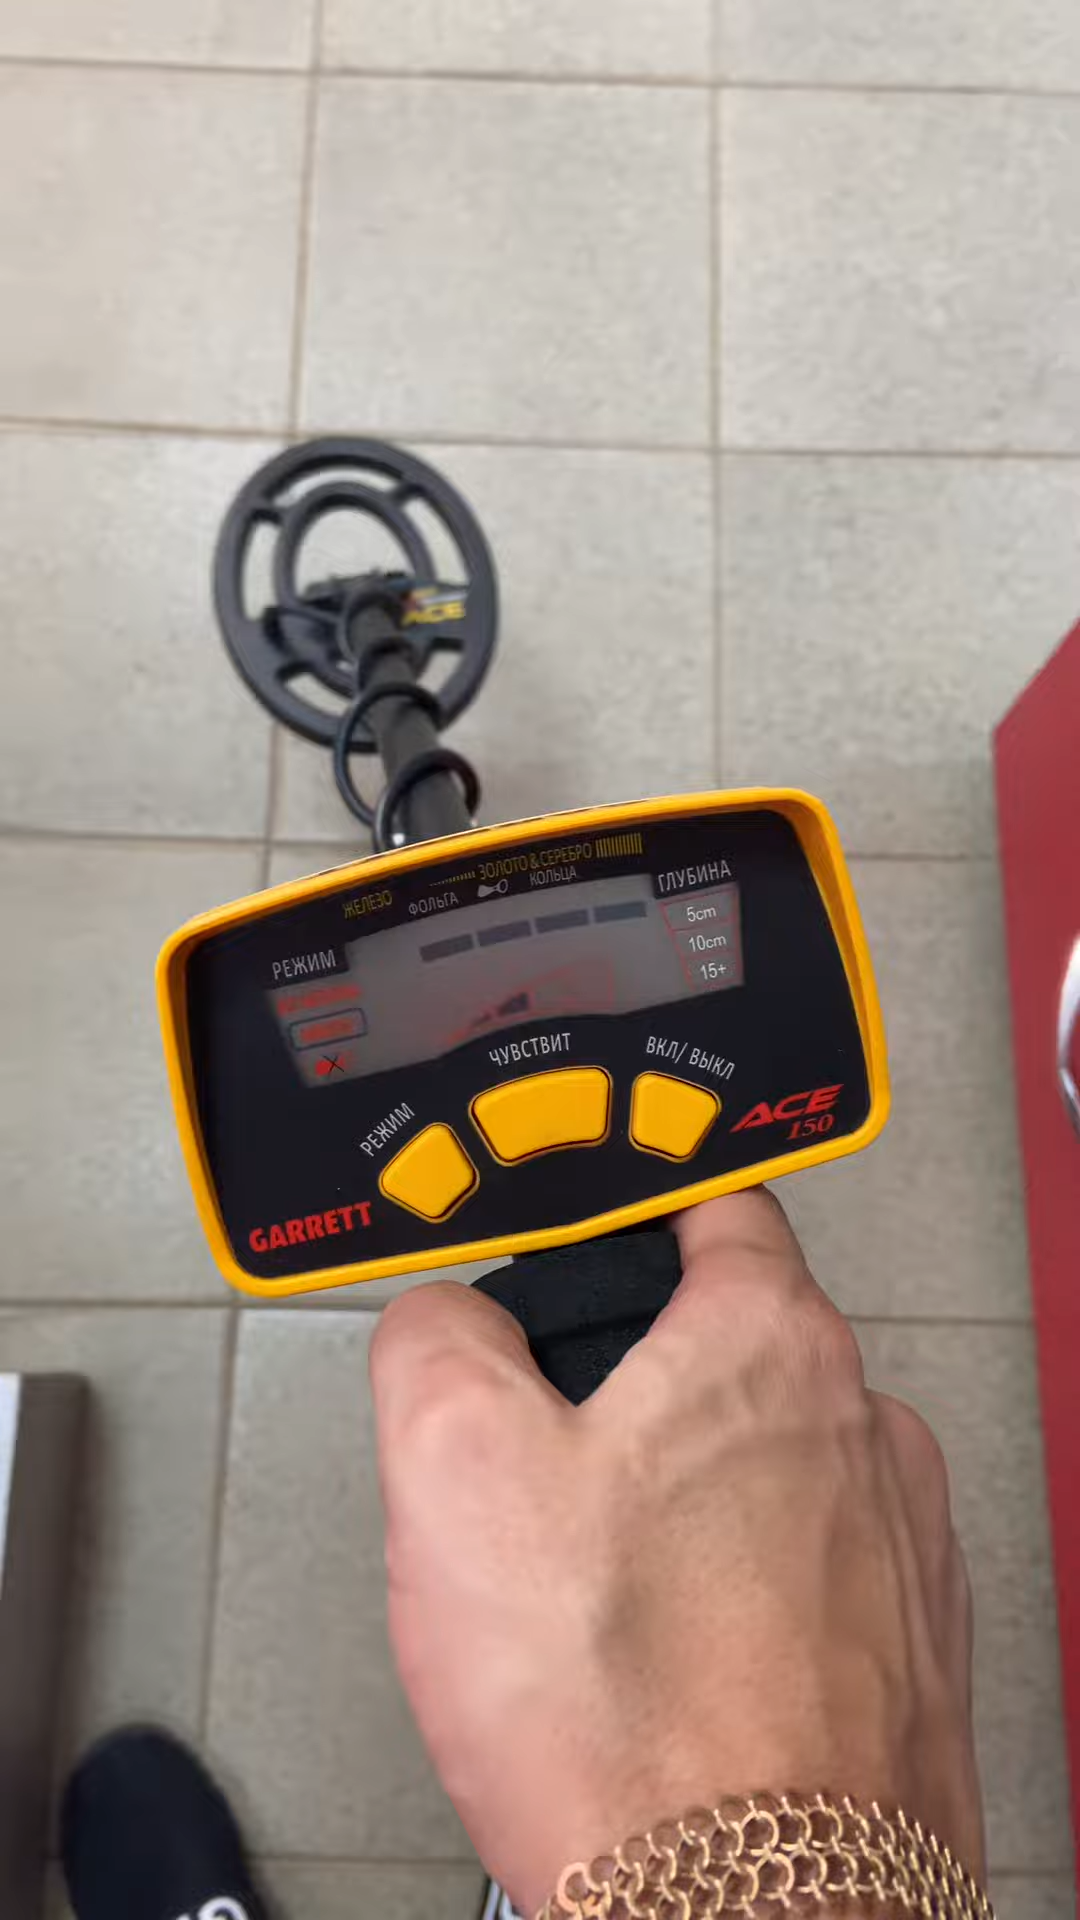 ACE
ЗОЛОТО & СЕРЕБРО
ЖЕЛЕЗО
ФОЛЬГА
КОЛЬЦА
ГЛУБИНА
5cm
10cm
15+
РЕЖИМ
ЧУВСТВИТ
ВКЛ/ ВЫКЛ
РЕЖИМ
ACE
150
GARRETT